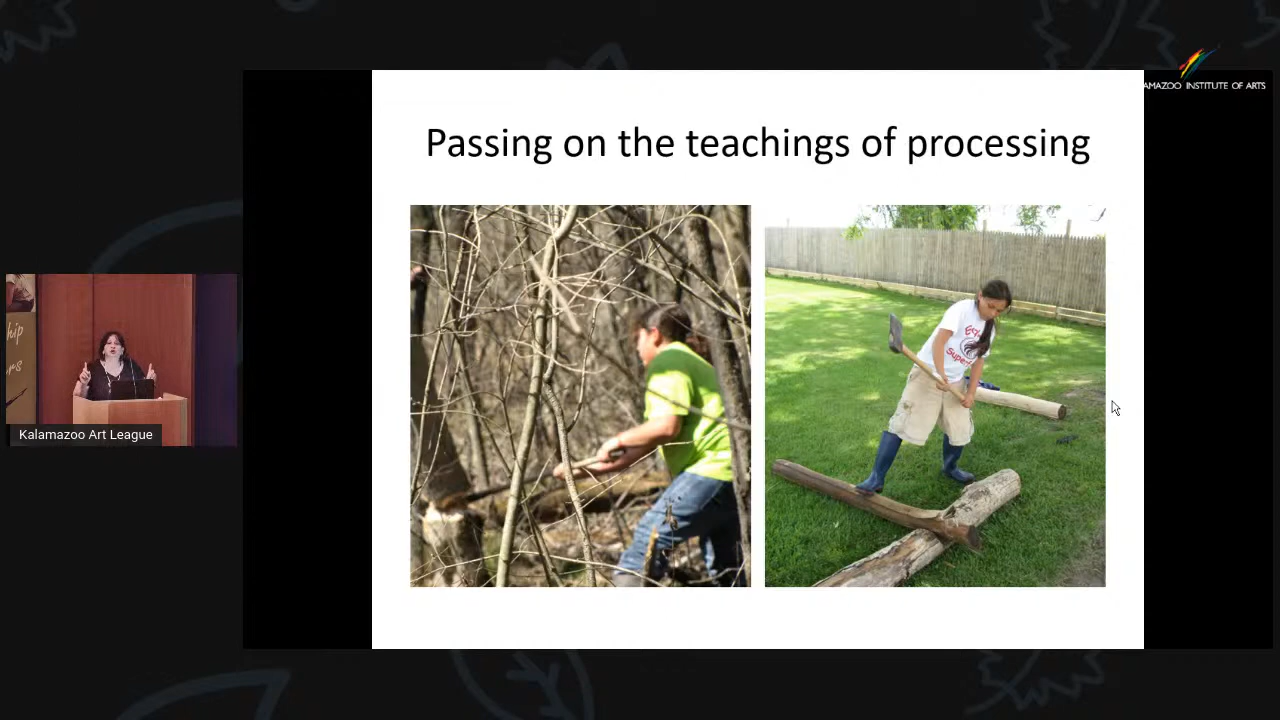 Passing on the teachings of processing
AMAZOO INSTITUTE OF ARTS
Kalamazoo Art League